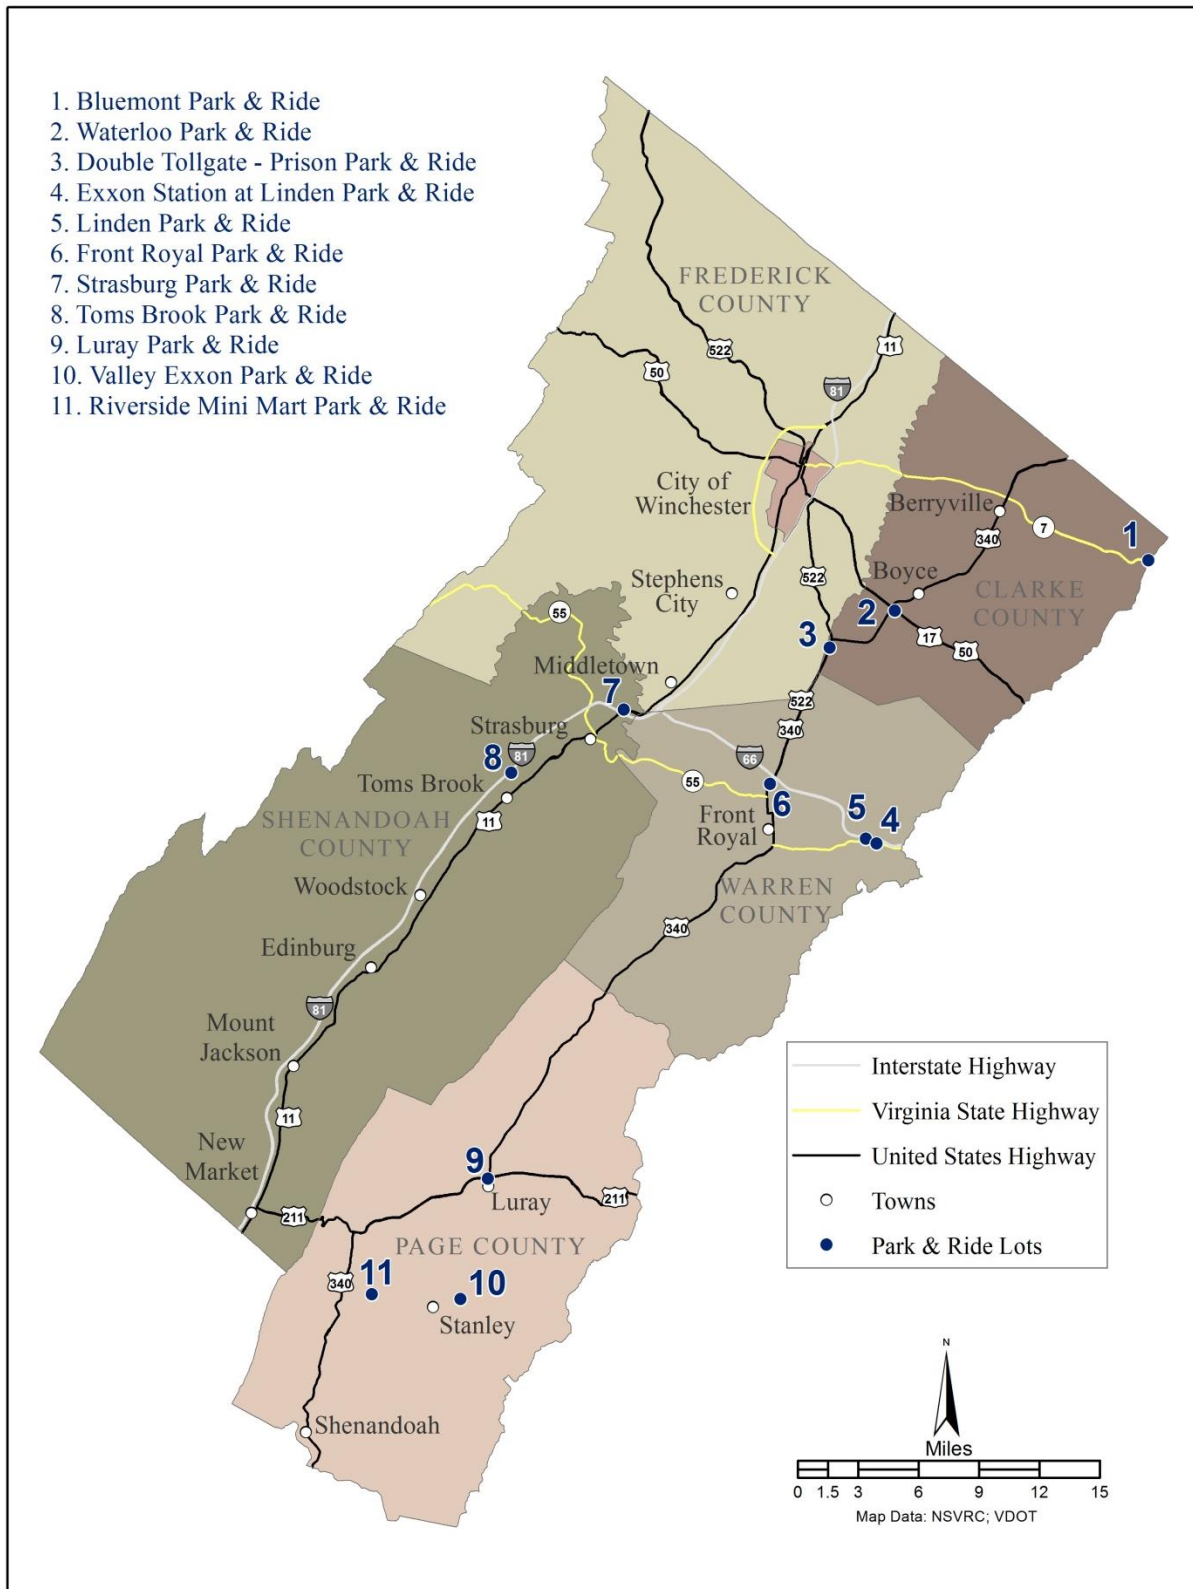 1. Bluemont Park & Ride
2. Waterloo Park & Ride
3. Double Tollgate - Prison Park & Ride
4. Exxon Station at Linden Park & Ride
5. Linden Park & Ride
6. Front Royal Park & Ride
7. Strasburg Park & Ride
8. Toms Brook Park & Ride
9. Luray Park & Ride
10. Valley Exxon Park & Ride
11. Riverside Mini Mart Park & Ride
FREDERICK
COUNTY
522
11
50
81
City of
Winchester
Berryville
7
1
340
522
Boyce
CLARKE
COUNTY
Stephens
City
2
17
50
55
3
Middletown
7
522
340
Strasburg
81
8
66
55
Toms Brook
6
5
4
11
Front
Royal
SHENANDOAH
COUNTY
WARREN
COUNTY
Woodstock
340
Edinburg
81
Mount
Jackson
11
New
Market
9
Luray
211
211
PAGE COUNTY
340
11
10
Stanley
Shenandoah
Interstate Highway
Virginia State Highway
United States Highway
Towns
Park & Ride Lots
N
Miles
0 1.5 3 6 9 12 15
Map Data: NSVRC; VDOT